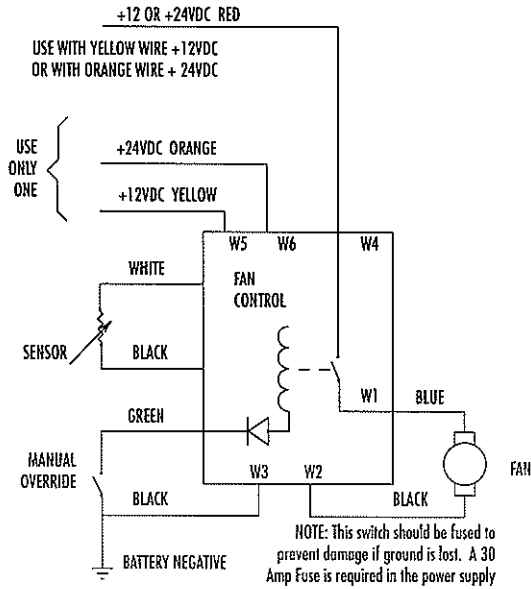 +12 OR +24VDC RED
USE WITH YELLOW WIRE +12VDC
OR WITH ORANGE WIRE + 24VDC
USE
ONLY
ONE
+24VDC ORANGE
+12VDC YELLOW
W5
W6
W4
WHITE
FAN
CONTROL
SENSOR
BLACK
W1
BLUE
GREEN
MANUAL
OVERRIDE
W3
W2
FAN
BLACK
BLACK
BATTERY NEGATIVE
NOTE: This switch should be fused to
prevent damage if ground is lost. A 30
Amp Fuse is required in the power supply